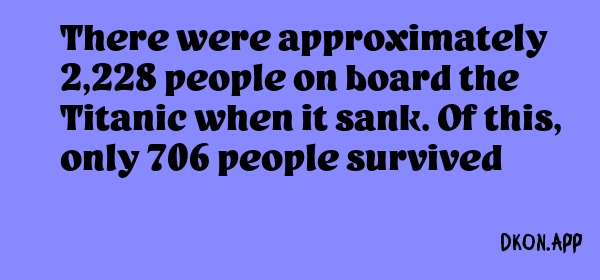 There were approximately
2,228 people on board the
Titanic when it sank. Of this,
only 706 people survived
DKON.APP